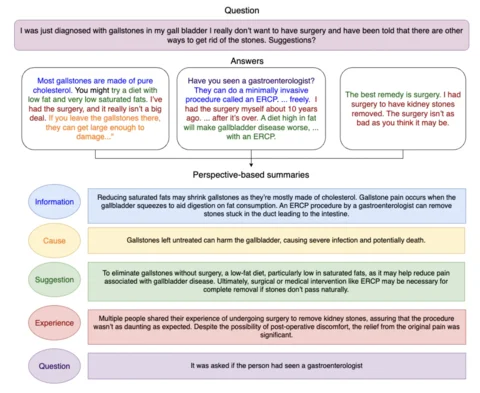 Question
I was just diagnosed with gallstones in my gall bladder I really don't want to have surgery and have been told that there are other
ways to get rid of the stones. Suggestions?
Answers
Most gallstones are made of pure
cholesterol. You might try a diet with
low fat and very low saturated fats. I've
had the surgery, and it really isn't a big
deal. If you leave the gallstones there,
they can get large enough to
damage..."
Have you seen a gastroenterologist?
They can do a minimally invasive
procedure called an ERCP. ... freely. I
had the surgery myself about 10 years
ago. ... after it's over. A diet high in fat
will make gallbladder disease worse, ...
with an ERCP.
The best remedy is surgery. I had
surgery to have kidney stones
removed. The surgery isn't as
bad as you think it may be.
Perspective-based summaries
Information
Reducing saturated fats may shrink gallstones as they're mostly made of cholesterol. Gallstone pain occurs when the
gallbladder squeezes to aid digestion on fat consumption. An ERCP procedure by a gastroenterologist can remove
stones stuck in the duct leading to the intestine.
Cause
Gallstones left untreated can harm the gallbladder, causing severe infection and potentially death.
Suggestion
To eliminate gallstones without surgery, a low-fat diet, particularly low in saturated fats, as it may help reduce pain
associated with gallbladder disease. Ultimately, surgical or medical intervention like ERCP may be necessary for
complete removal if stones don't pass naturally.
Experience
Multiple people shared their experience of undergoing surgery to remove kidney stones, assuring that the procedure
wasn't as daunting as expected. Despite the possibility of post-operative discomfort, the relief from the original pain was
significant.
Question
It was asked if the person had seen a gastroenterologist